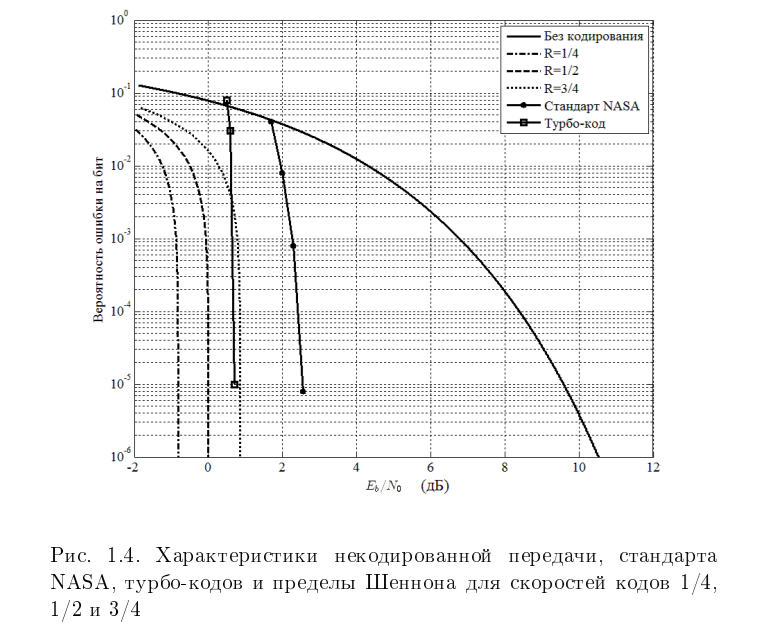 10^0
10^-1
10^-2
10^-3
10^-4
10^-5
10^-6
Вероятность ошибки на бит
Без кодирования
R=1/4
R=1/2
R=3/4
Стандарт NASA
Турбо-код
-2 0 2 4 6 8 10 12
E_b/N_0 (дБ)
Рис. 1.4. Характеристики некодированной передачи, стандарта
NASA, турбо-кодов и пределы Шеннона для скоростей кодов 1/4,
1/2 и 3/4